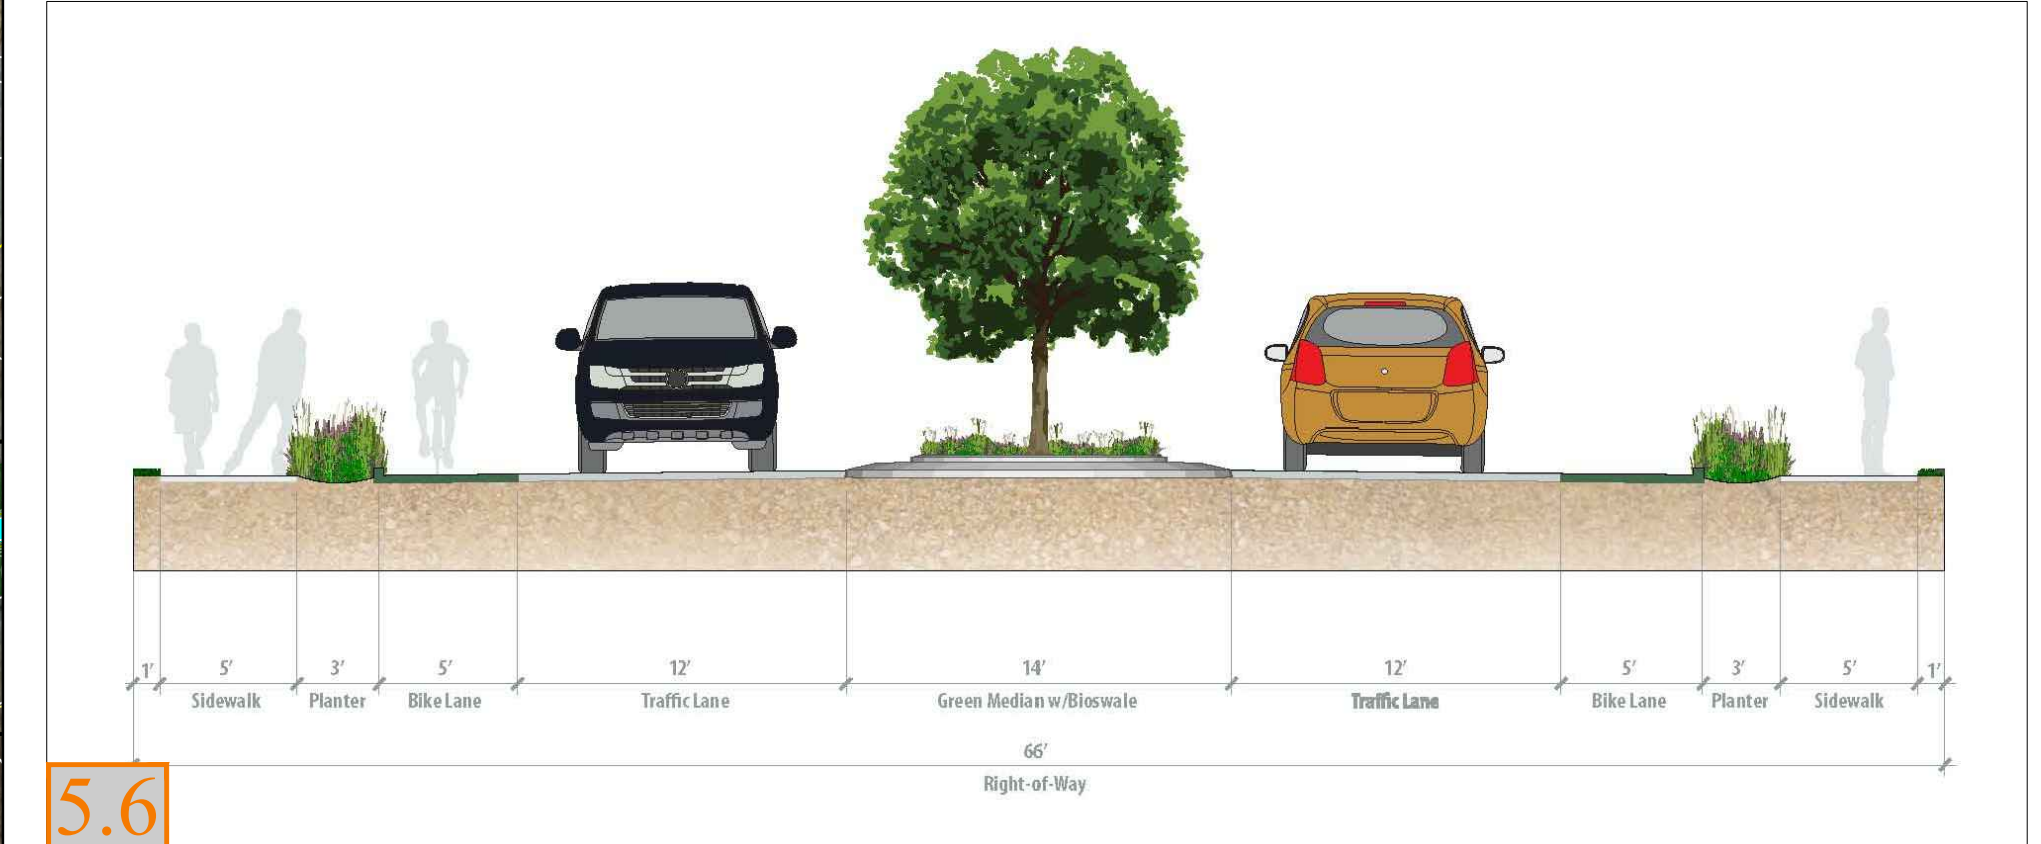 1' 5' 3' 5' 12' 14' 12' 5' 3' 5' 1'
Sidewalk Planter Bike Lane Traffic Lane Green Median w/Bioswale Traffic Lane Bike Lane Planter Sidewalk
66'
Right-of-Way
5.6